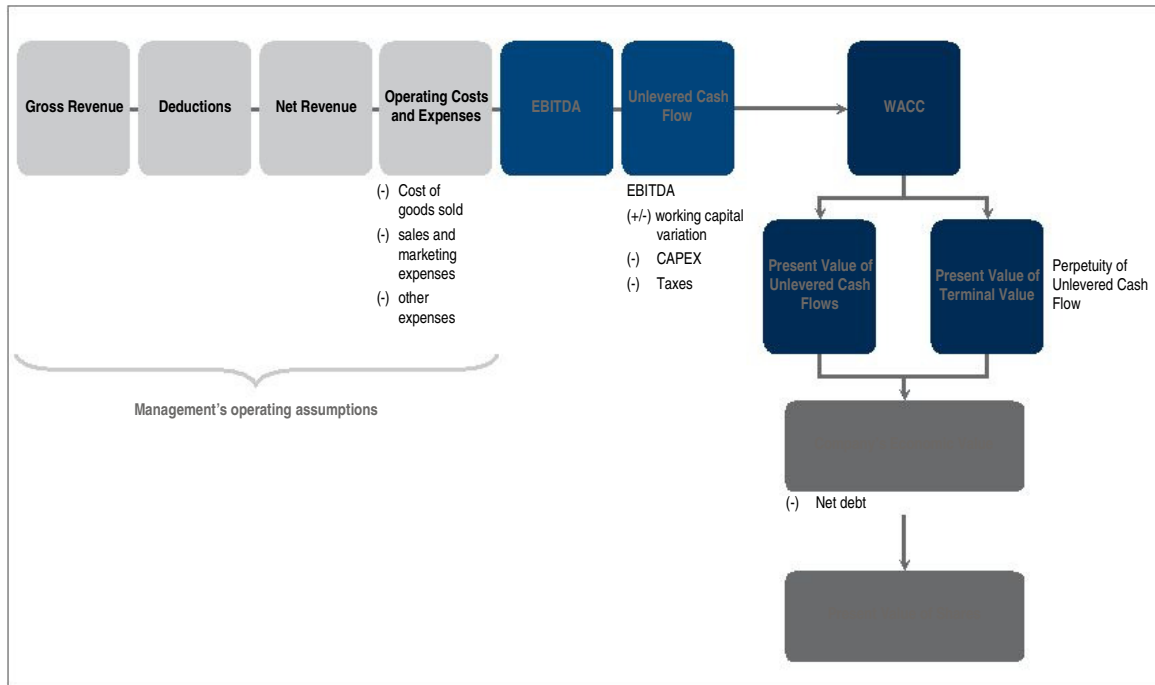 Gross Revenue
Deductions
Net Revenue
Operating Costs
and Expenses
EBITDA
Unlevered Cash
Flow
WACC
(-) Cost of
goods sold
(-) sales and
marketing
expenses
(-) other
expenses
EBITDA
(+/-) working capital
variation
(-) CAPEX
(-) Taxes
Present Value of
Unlevered Cash
Flows
Present Value of
Terminal Value
Perpetuity of
Unlevered Cash
Flow
Management’s operating assumptions
(-) Net debt